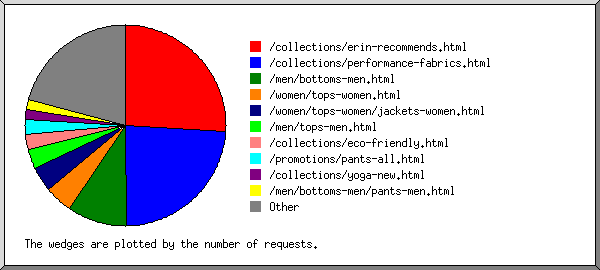 /collections/erin-recommends.html
/collections/performance-fabrics.html
/men/bottoms-men.html
/women/tops-women.html
/women/tops-women/jackets-women.html
/men/tops-men.html
/collections/eco-friendly.html
/promotions/pants-all.html
/collections/yoga-new.html
/men/bottoms-men/pants-men.html
Other
The wedges are plotted by the number of requests.